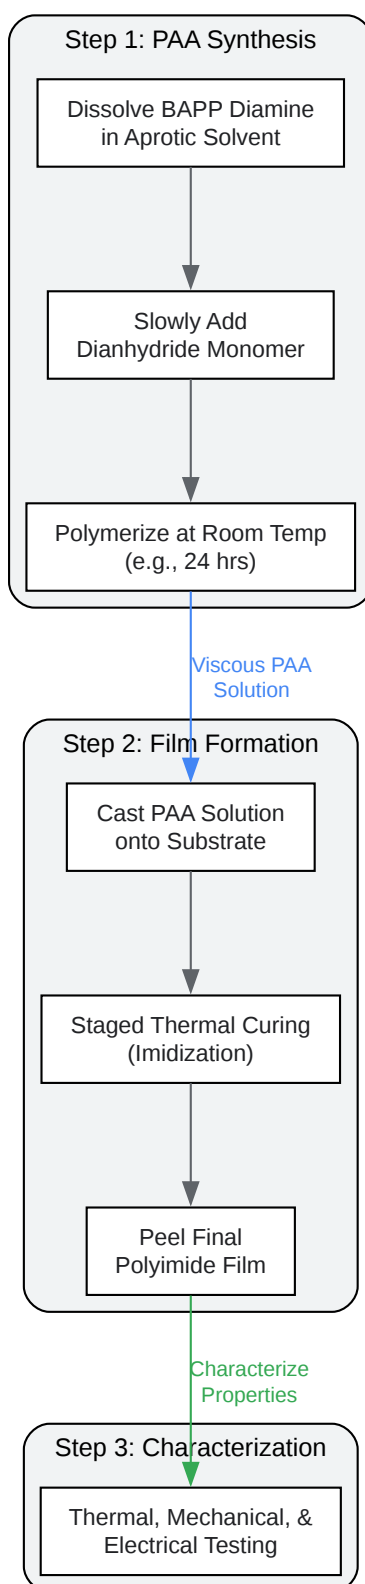 Step 1: PAA Synthesis
Dissolve BAPP Diamine
in Aprotic Solvent
Slowly Add
Dianhydride Monomer
Polymerize at Room Temp
(e.g., 24 hrs)
Viscous PAA
Solution
Step 2: Film Formation
Cast PAA Solution
onto Substrate
Staged Thermal Curing
(Imidization)
Peel Final
Polyimide Film
Characterize
Properties
Step 3: Characterization
Thermal, Mechanical, &
Electrical Testing